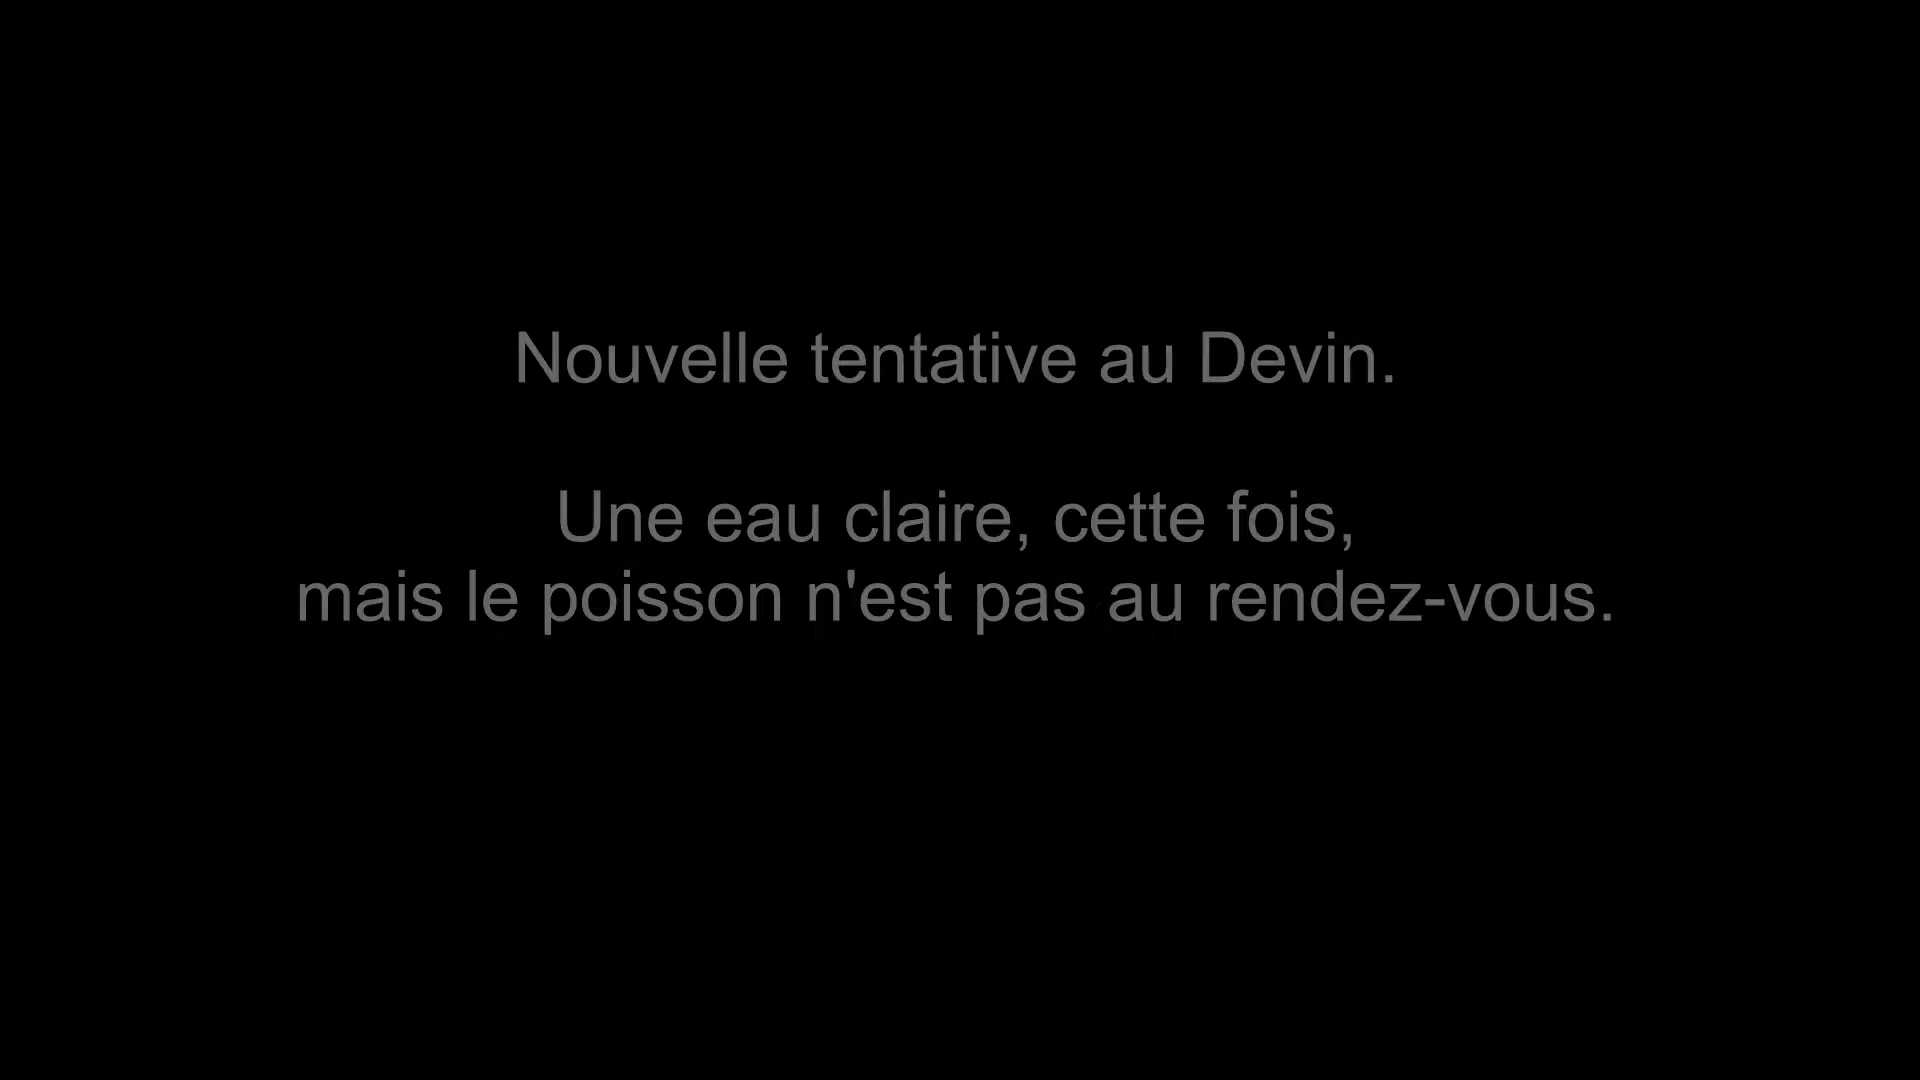 Nouvelle tentative au Devin.
Une eau claire, cette fois,
mais le poisson n'est pas au rendez-vous.